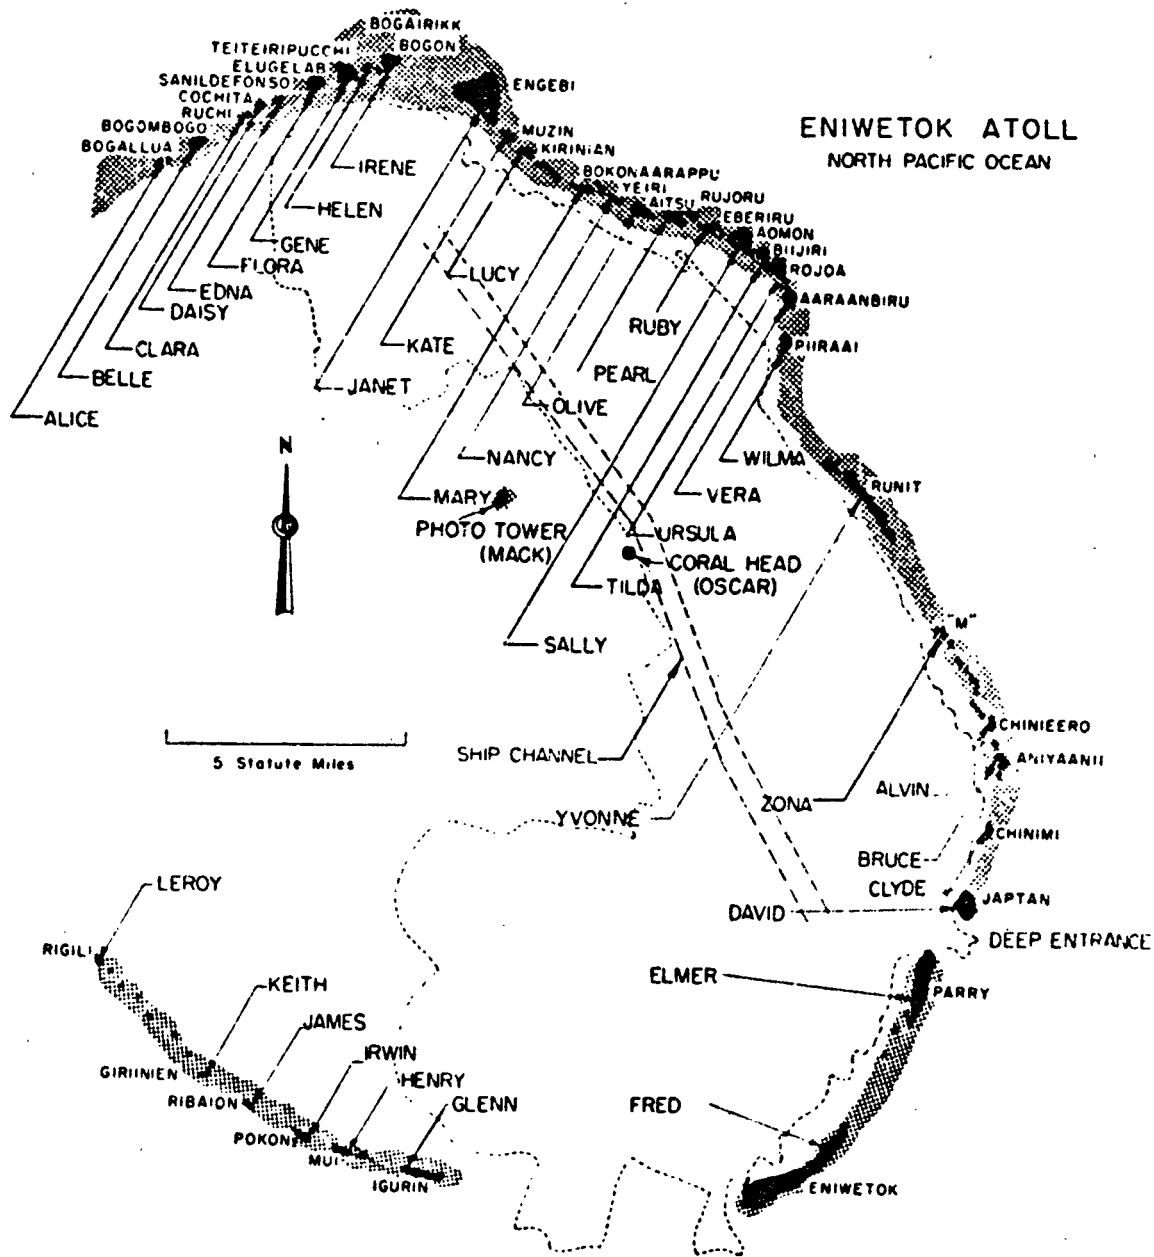 BOGAIRIKK
BOGON
TEITEIRIPUCCHI
ELUGELAB
SANILDEFONSO
COCHITA
RUCHI
BOGOMBOGO
BOGALLUA
ENGEBI
MUZIN
KIRINIAN
BOKONAARAPPU
YEIRI
AITSU
RUJORU
EBERIRU
AOMON
BIIJIRI
ROJOA
AARAANBIRU
PIIRAAI
ENIWETOK ATOLL
NORTH PACIFIC OCEAN
IRENE
HELEN
GENE
FLORA
EDNA
DAISY
CLARA
BELLE
ALICE
LUCY
KATE
JANET
RUBY
PEARL
OLIVE
NANCY
MARY
WILMA
VERA
URSULA
TILDA
SALLY
N
PHOTO TOWER
(MACK)
CORAL HEAD
(OSCAR)
RUNIT
"M"
5 Statute Miles
SHIP CHANNEL
YVONNE
ZONA
CHINIEERO
ANIYAANII
ALVIN
CHINIMI
BRUCE
CLYDE
DAVID
JAPTAN
DEEP ENTRANCE
ELMER
PARRY
FRED
ENIWETOK
LEROY
RIGILI
KEITH
JAMES
IRWIN
HENRY
GLENN
GIRIINIEN
RIBAION
POKON
MUI
IGURIN